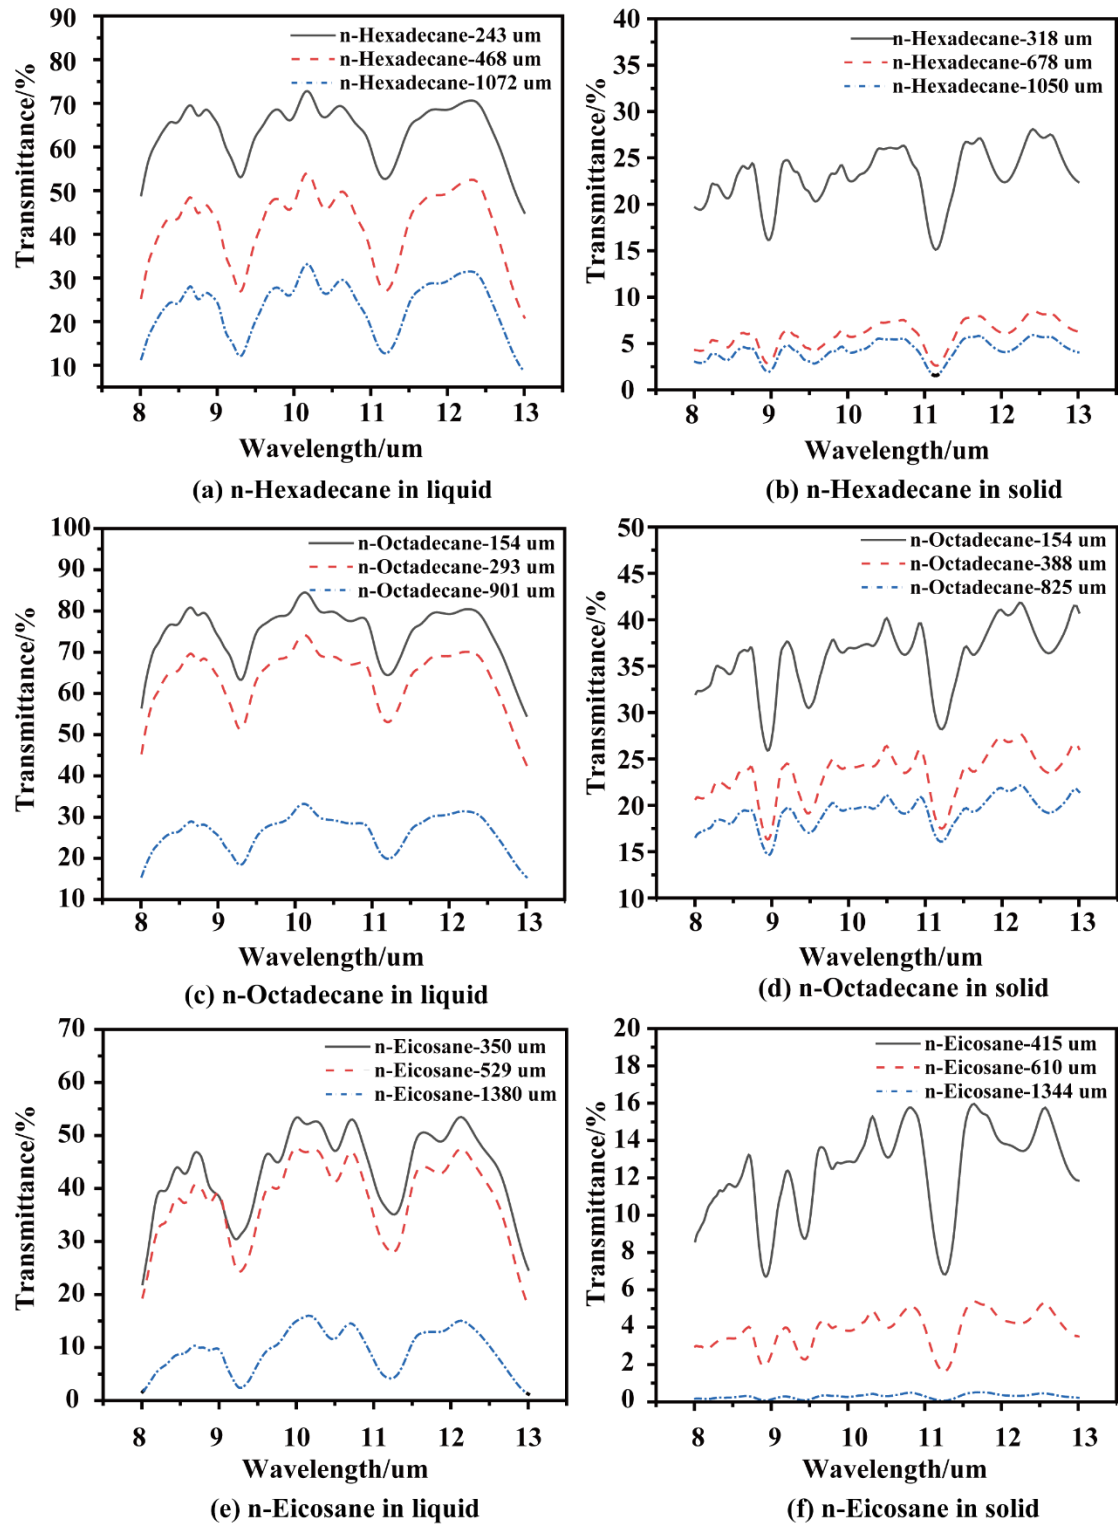 90
80
70
60
50
40
30
20
10
Transmittance/%
n-Hexadecane-243 um
n-Hexadecane-468 um
n-Hexadecane-1072 um
8 9 10 11 12 13
Wavelength/um
(a) n-Hexadecane in liquid
40
35
30
25
20
15
10
5
0
Transmittance/%
n-Hexadecane-318 um
n-Hexadecane-678 um
n-Hexadecane-1050 um
8 9 10 11 12 13
Wavelength/um
(b) n-Hexadecane in solid
100
90
80
70
60
50
40
30
20
10
Transmittance/%
n-Octadecane-154 um
n-Octadecane-293 um
n-Octadecane-901 um
8 9 10 11 12 13
Wavelength/um
(c) n-Octadecane in liquid
50
45
40
35
30
25
20
15
10
Transmittance/%
n-Octadecane-154 um
n-Octadecane-388 um
n-Octadecane-825 um
8 9 10 11 12 13
Wavelength/um
(d) n-Octadecane in solid
70
60
50
40
30
20
10
0
Transmittance/%
n-Eicosane-350 um
n-Eicosane-529 um
n-Eicosane-1380 um
8 9 10 11 12 13
Wavelength/um
(e) n-Eicosane in liquid
20
18
16
14
12
10
8
6
4
2
0
Transmittance/%
n-Eicosane-415 um
n-Eicosane-610 um
n-Eicosane-1344 um
8 9 10 11 12 13
Wavelength/um
(f) n-Eicosane in solid